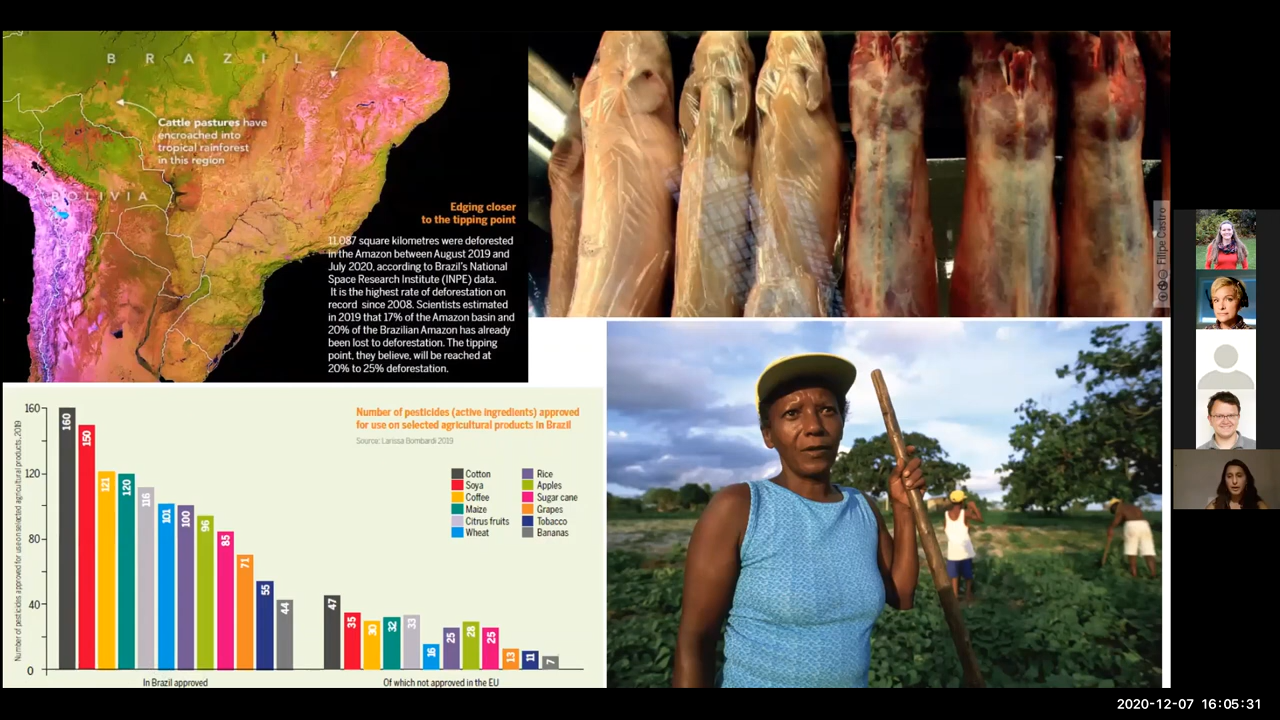 BRAZIL
Cattle pastures have
encroached into
tropical rainforest
in this region
BOLIVIA
Edging closer
to the tipping point
11,087 square kilometres were deforested
in the Amazon between August 2019 and
July 2020, according to Brazil's National
Space Research Institute (INPE) data.
It is the highest rate of deforestation on
record since 2008. Scientists estimated
in 2019 that 17% of the Amazon basin and
20% of the Brazilian Amazon has already
been lost to deforestation. The tipping
point, they believe, will be reached at
20% to 25% deforestation.
Filipe Castro
Number of pesticides (active ingredients) approved
for use on selected agricultural products in Brazil
Source: Larissa Bombardi 2019
Number of pesticides approved for use on selected agricultural products, 2019
160
120
80
40
0
Cotton
Soya
Coffee
Maize
Citrus fruits
Wheat
Rice
Apples
Sugar cane
Grapes
Tobacco
Bananas
160
150
121
120
116
101
100
96
85
71
55
44
47
35
30
32
33
16
25
28
25
13
11
7
In Brazil approved
Of which not approved in the EU
2020-12-07 16:05:31